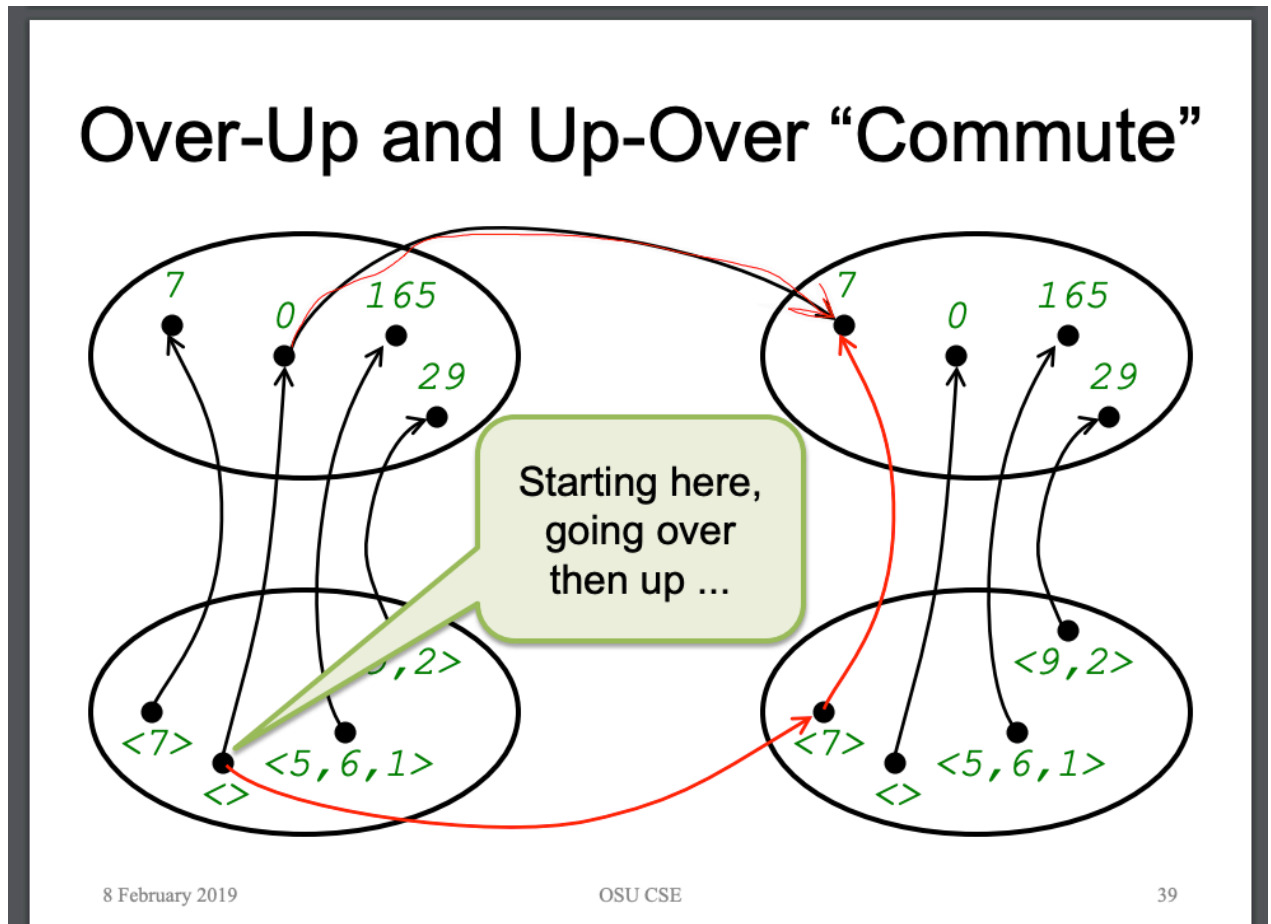 Over-Up and Up-Over “Commute”
7
0
165
29
7
0
165
29
Starting here,
going over
then up ...
,2>
<7>
<5,6,1>
<>
<9,2>
<7>
<5,6,1>
<>
8 February 2019
OSU CSE
39